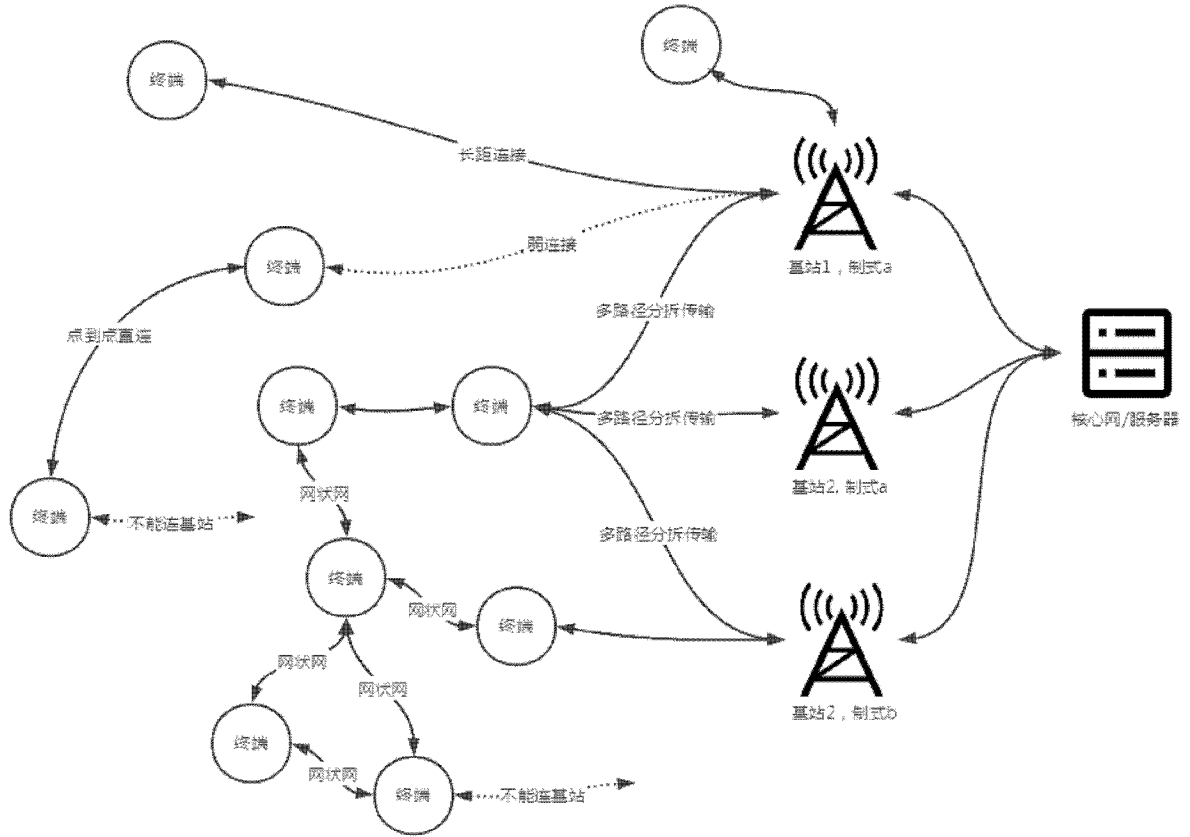 终端
终端
长距连接
弱连接
终端
基站1，制式a
多路径分拆传输
点到点直连
终端
终端
多路径分拆传输
核心网/服务器
网状网
基站2, 制式a
终端
不能连基站
多路径分拆传输
终端
网状网
终端
网状网
网状网
基站2，制式b
终端
网状网
终端
不能连基站